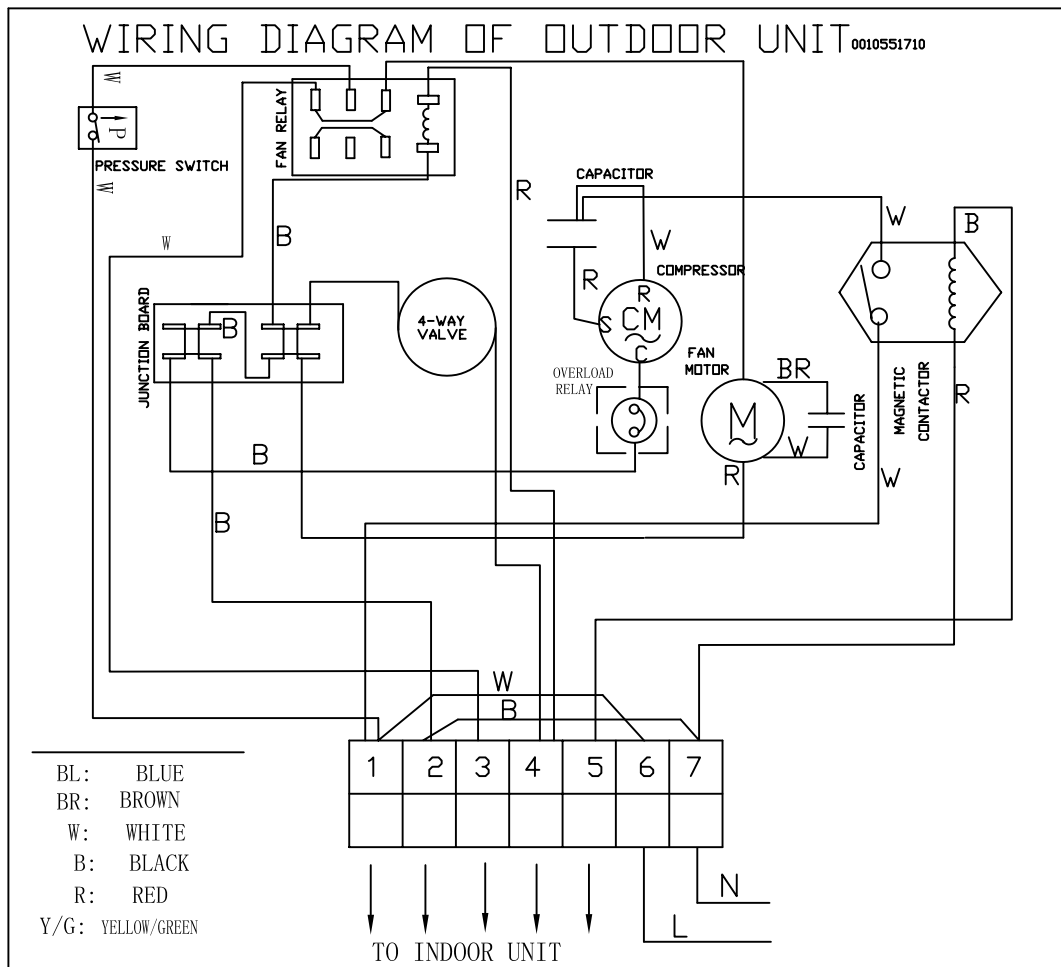 WIRING DIAGRAM OF OUTDOOR UNIT 0010551710
W
P
PRESSURE SWITCH
W
FAN RELAY
W
B
R
CAPACITOR
W
R
COMPRESSOR
R
S
CM
C
W
B
MAGNETIC
CONTACTOR
R
W
JUNCTION BOARD
B
4-WAY
VALVE
OVERLOAD
RELAY
FAN
MOTOR
M
BR
W
CAPACITOR
R
B
B
W
B
1 2 3 4 5 6 7
BL: BLUE
BR: BROWN
W: WHITE
B: BLACK
R: RED
Y/G: YELLOW/GREEN
N
L
TO INDOOR UNIT